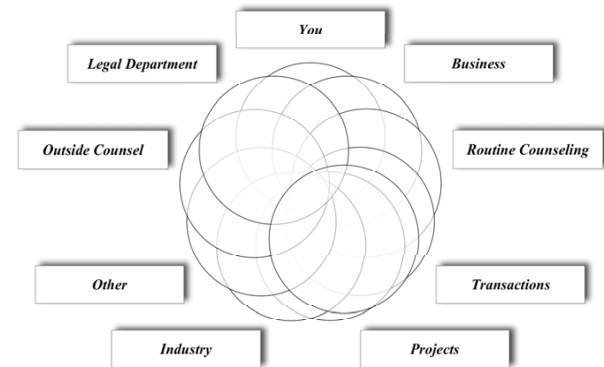 You
Legal Department
Business
Outside Counsel
Routine Counseling
Other
Transactions
Industry
Projects